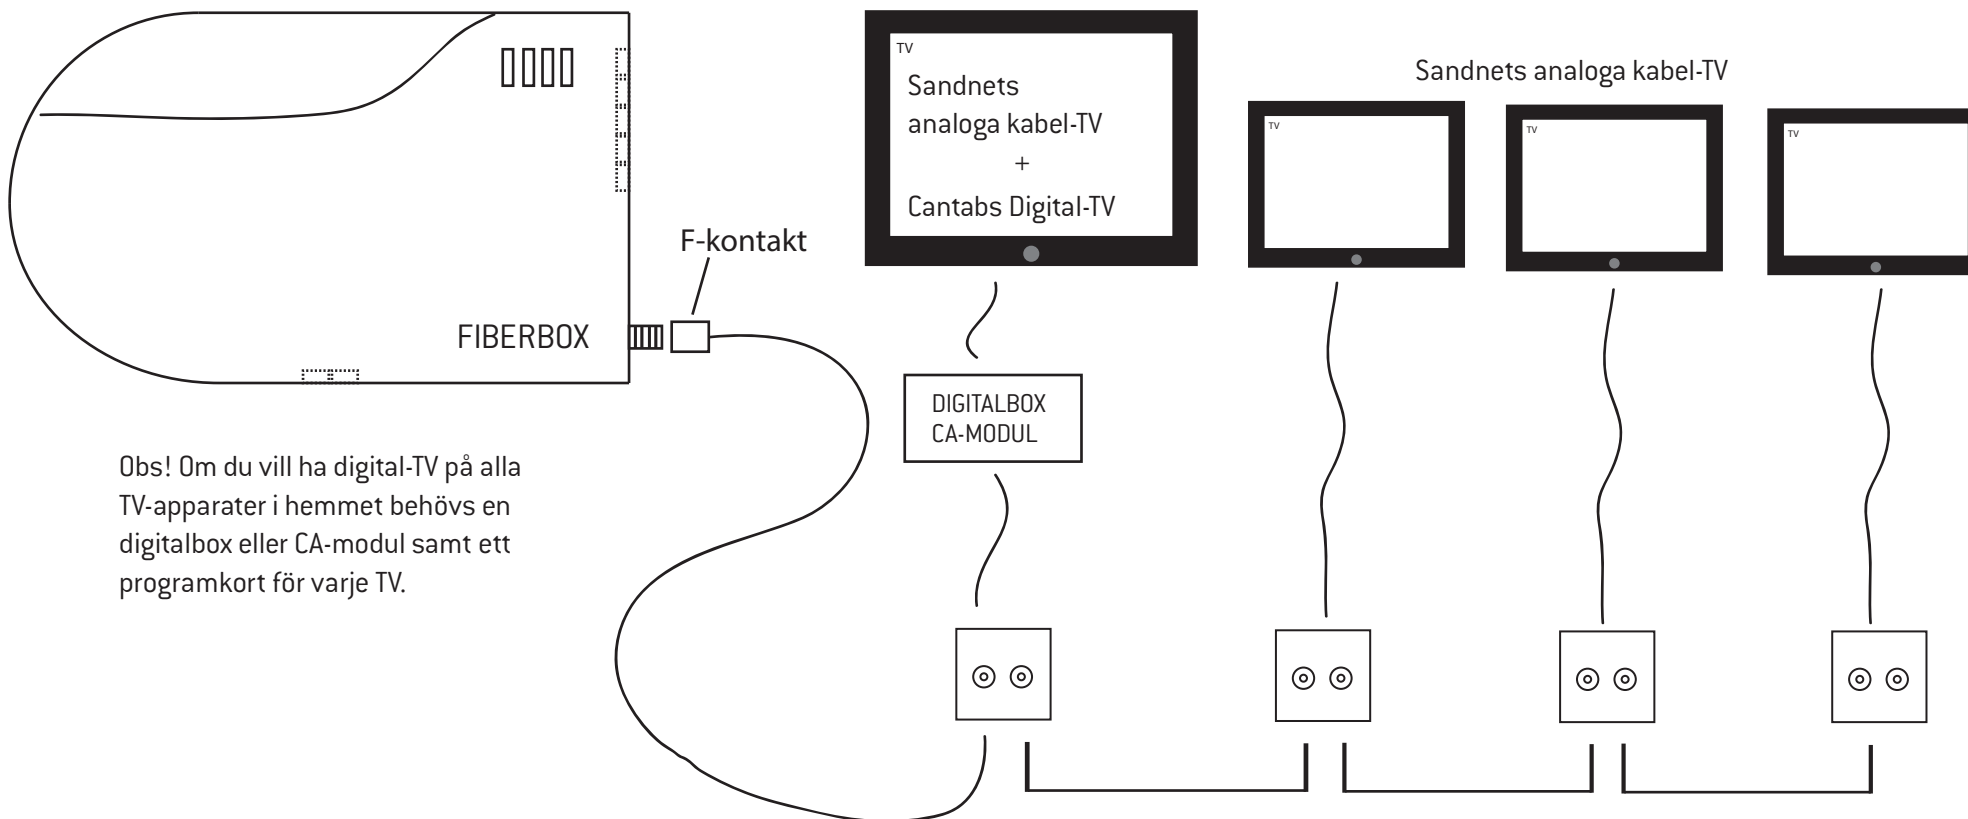 TV
Sandnets
analoga kabel-TV
+
Cantabs Digital-TV
Sandnets analoga kabel-TV
TV
TV
TV
F-kontakt
FIBERBOX
DIGITALBOX
CA-MODUL
Obs! Om du vill ha digital-TV på alla
TV-apparater i hemmet behövs en
digitalbox eller CA-modul samt ett
programkort för varje TV.